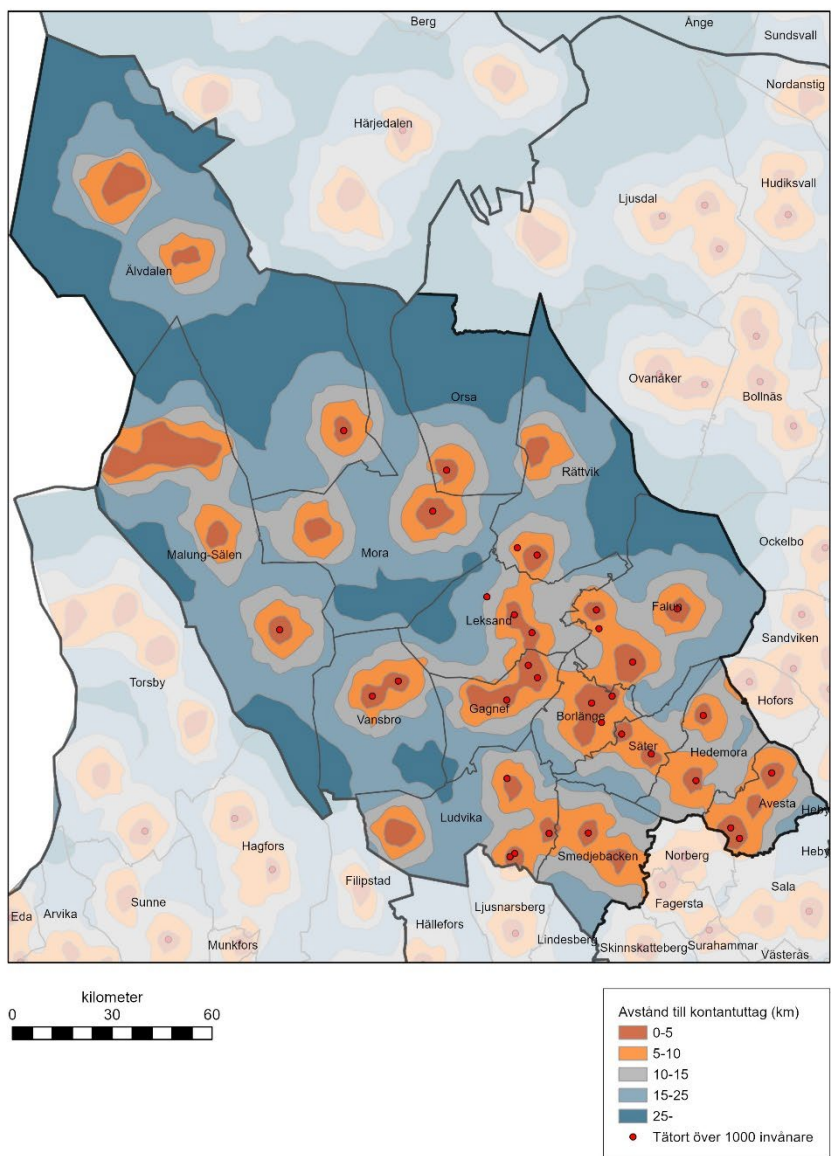 Berg
Ånge
Sundsvall
Nordanstig
Härjedalen
Hudiksvall
Ljusdal
Älvdalen
Ovanåker
Bollnäs
Orsa
Rättvik
Ockelbo
Malung-Sälen
Mora
Falun
Leksand
Sandviken
Torsby
Hofors
Vansbro
Gagnef
Borlänge
Säter
Hedemora
Avesta
Heby
Ludvika
Hagfors
Smedjebacken
Norberg
Heby
Filipstad
Sala
Sunne
Ljusnarsberg
Fagersta
Eda
Arvika
Munkfors
Hällefors
Lindesberg
Skinnskatteberg
Surahammar
Västerås
kilometer
0 30 60
Avstånd till kontantuttag (km)
0-5
5-10
10-15
15-25
25-
Tätort över 1000 invånare